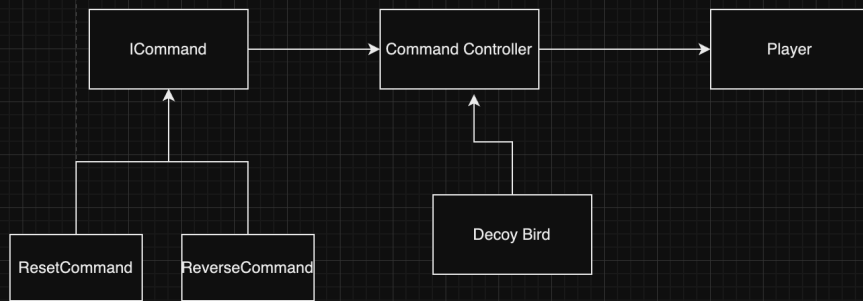 ICommand
Command Controller
Player
Decoy Bird
ResetCommand
ReverseCommand